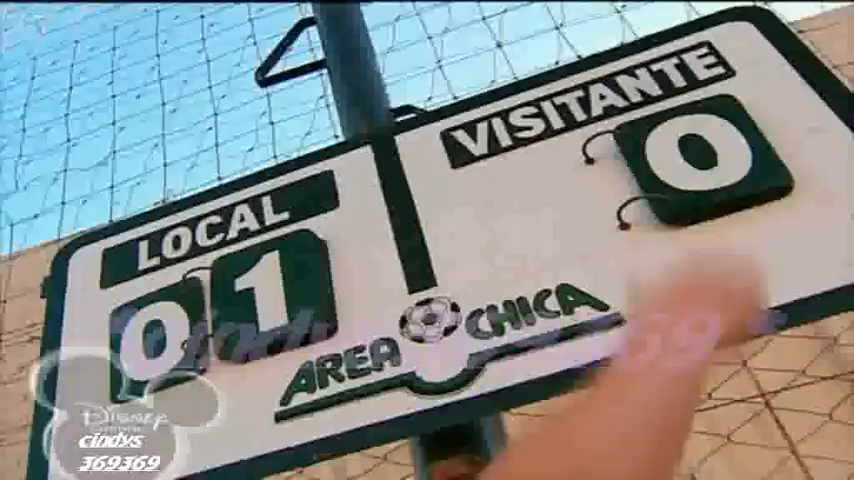 VISITANTE
0
LOCAL
01
AREA CHICA
Disney
cindys
369369